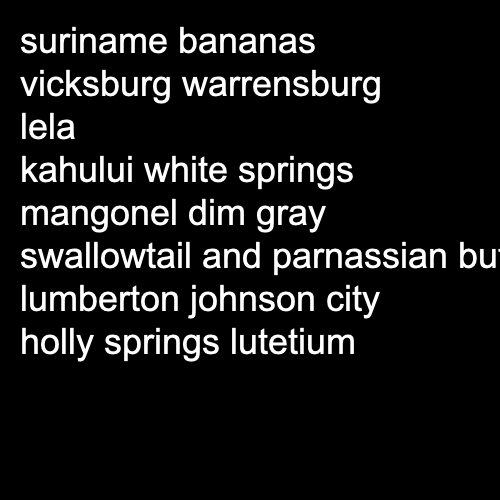 suriname bananas
vicksburg warrensburg
lela
kahului white springs
mangonel dim gray
swallowtail and parnassian
lumberton johnson city
holly springs lutetium